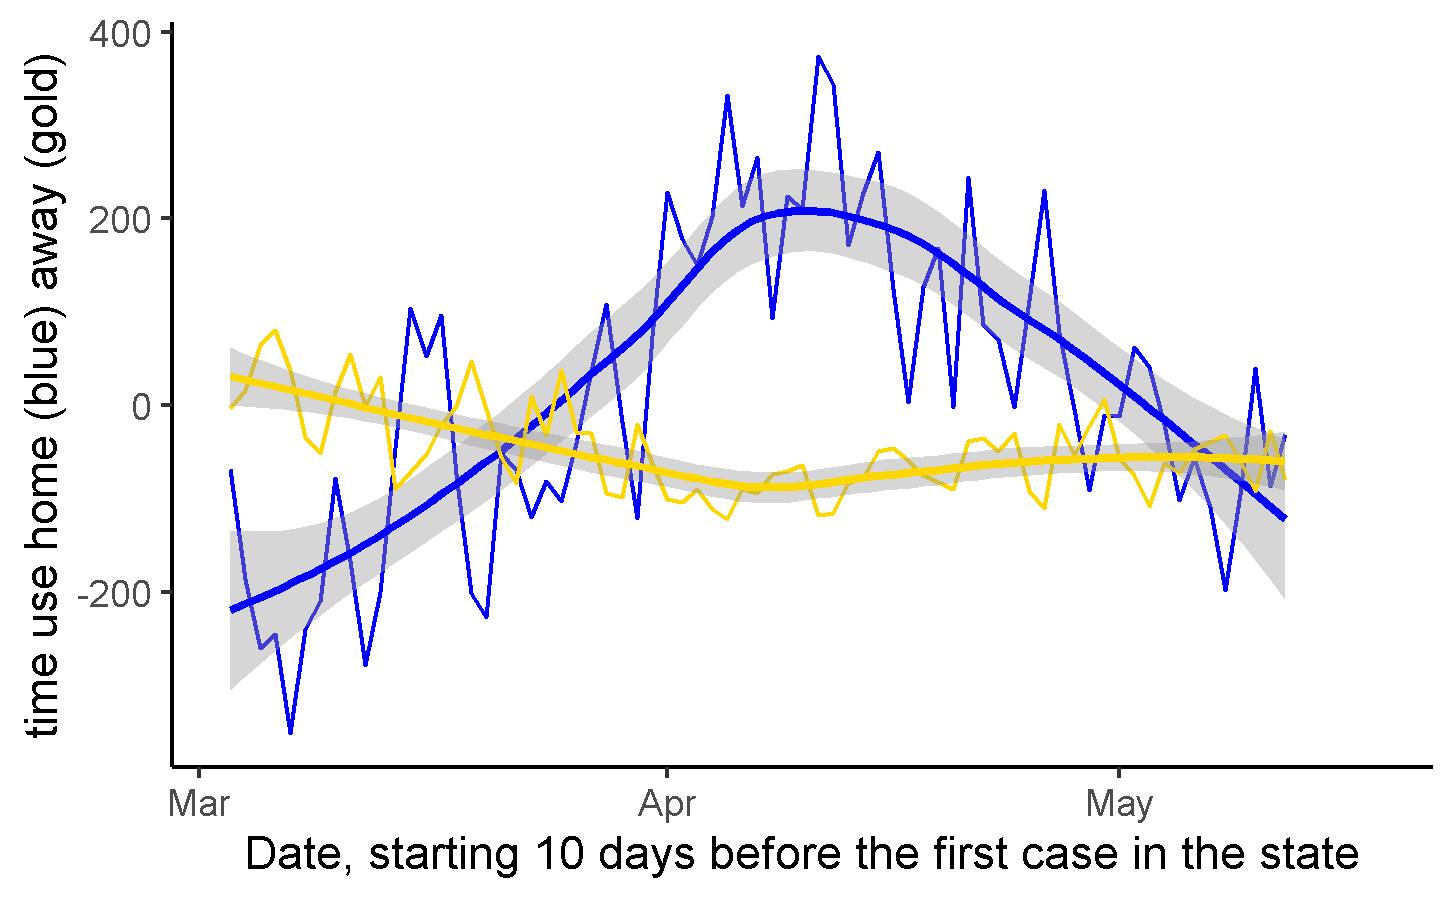 time use home (blue) away (gold)
400
200
0
-200
Mar Apr May
Date, starting 10 days before the first case in the state